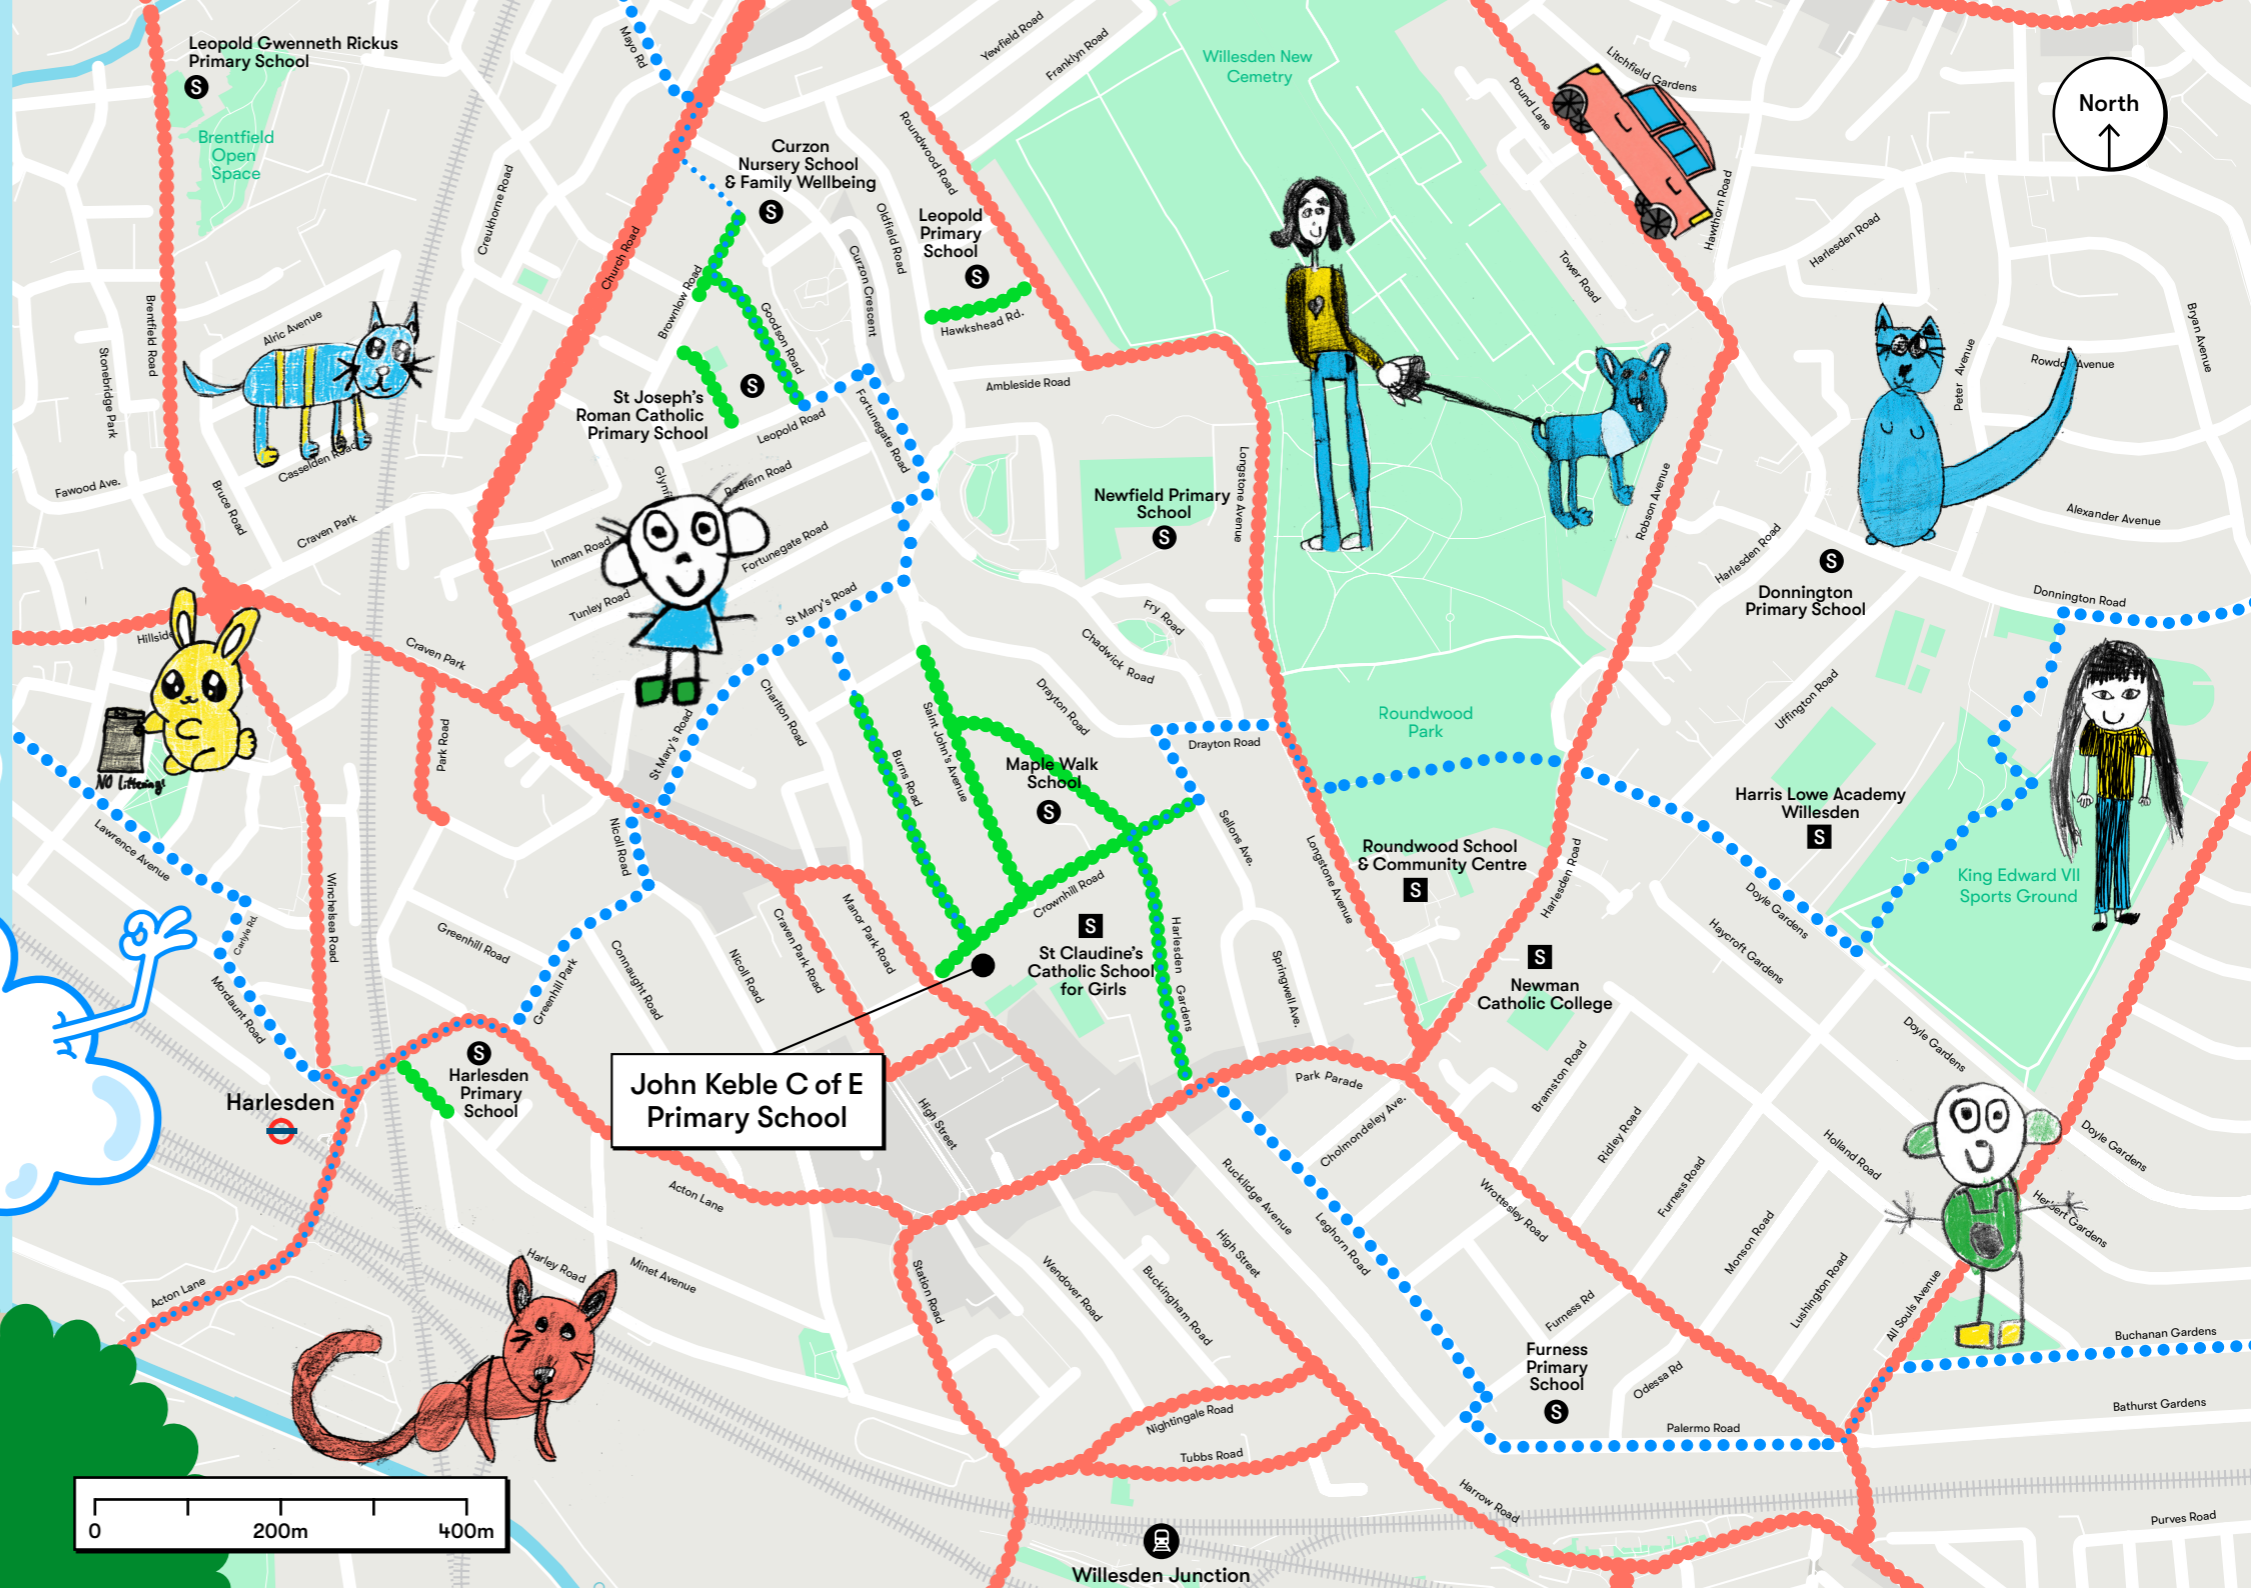 Leopold Gwenneth Rickus
Primary School
S
Brentfield
Open
Space
Mayo Rd
Yewfield Road
Franklyn Road
Willesden New
Cemetry
Litchfield Gardens
Pound Lane
North
Curzon
Nursery School
& Family Wellbeing
S
Roundwood Road
Creukhorne Road
Church Road
Oldfield Road
Leopold
Primary
School
S
Hawkshead Rd.
Curzon Crescent
Brownlow Road
Goodson Road
Tower Road
Hawthorn Road
Harlesden Road
Bryan Avenue
Peter Avenue
Brentfield Road
Alric Avenue
Stonebridge Park
Casselden Road
Fawood Ave.
Bruce Road
Craven Park
St Joseph's
Roman Catholic
Primary School
S
Leopold Road
Fortunegate Road
Ambleside Road
Longstone Avenue
Newfield Primary
School
S
Robson Avenue
Harlesden Road
Alexander Avenue
S
Donnington
Primary School
Donnington Road
Redfern Road
Inman Road
Fortunegate Road
Tunley Road
St Mary's Road
Fry Road
Chadwick Road
Drayton Road
Hillside
Craven Park
Park Road
NO Littering
Charlton Road
St Mary's Road
Saint John's Avenue
Burns Road
Maple Walk
School
S
Drayton Road
Roundwood
Park
Uffington Road
Harris Lowe Academy
Willesden
S
Lawrence Avenue
Winchelsea Road
Nicoll Road
Sellons Ave.
Longstone Avenue
Roundwood School
& Community Centre
S
Harlesden Road
Doyle Gardens
King Edward VII
Sports Ground
Carlyle Rd.
Mordaunt Road
Greenhill Road
Greenhill Park
Connaught Road
Nicoll Road
Craven Park Road
Manor Park Road
Crownhill Road
S
St Claudine's
Catholic School
for Girls
Harlesden Gardens
Springwell Ave.
S
Newman
Catholic College
Haycroft Gardens
Doyle Gardens
Harlesden
S
Harlesden
Primary
School
John Keble C of E
Primary School
High Street
Park Parade
Cholmondeley Ave.
Bramston Road
Ridley Road
Furness Road
Holland Road
Doyle Gardens
Herbert Gardens
Acton Lane
Rucklidge Avenue
Leghorn Road
Wrottesley Road
Monson Road
Lushington Road
All Souls Avenue
Acton Lane
Harley Road
Minet Avenue
Station Road
Wendover Road
Buckingham Road
High Street
Furness Rd
Buchanan Gardens
Furness
Primary
School
S
Odessa Rd
Palermo Road
Bathurst Gardens
Nightingale Road
Tubbs Road
Harrow Road
Purves Road
Willesden Junction
0 200m 400m